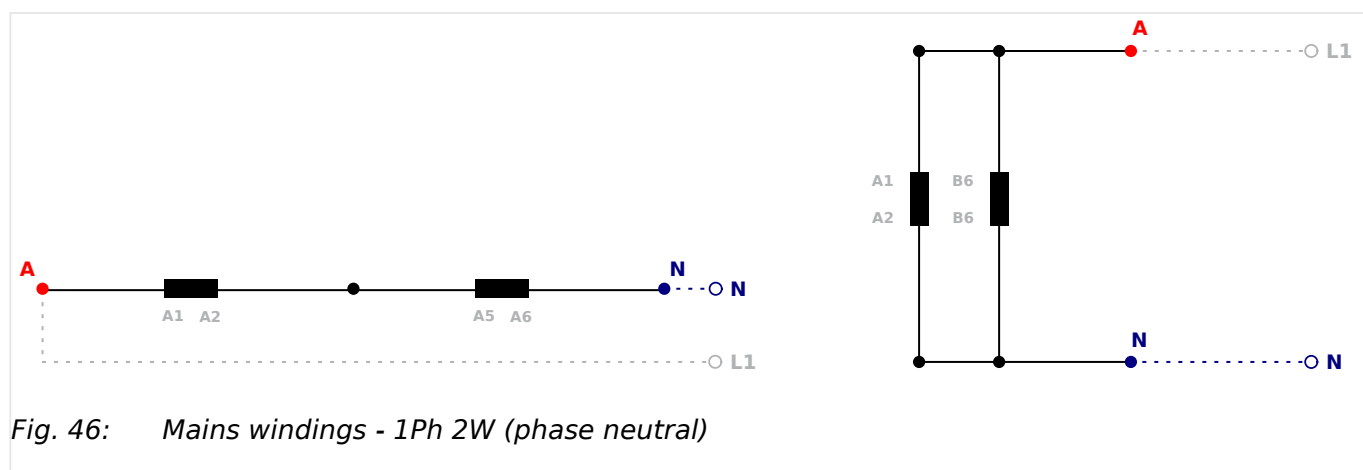 A
L1
A1 B6
A2 B6
A N
N
A1 A2 A5 A6
N
N
L1
Fig. 46: Mains windings - 1Ph 2W (phase neutral)